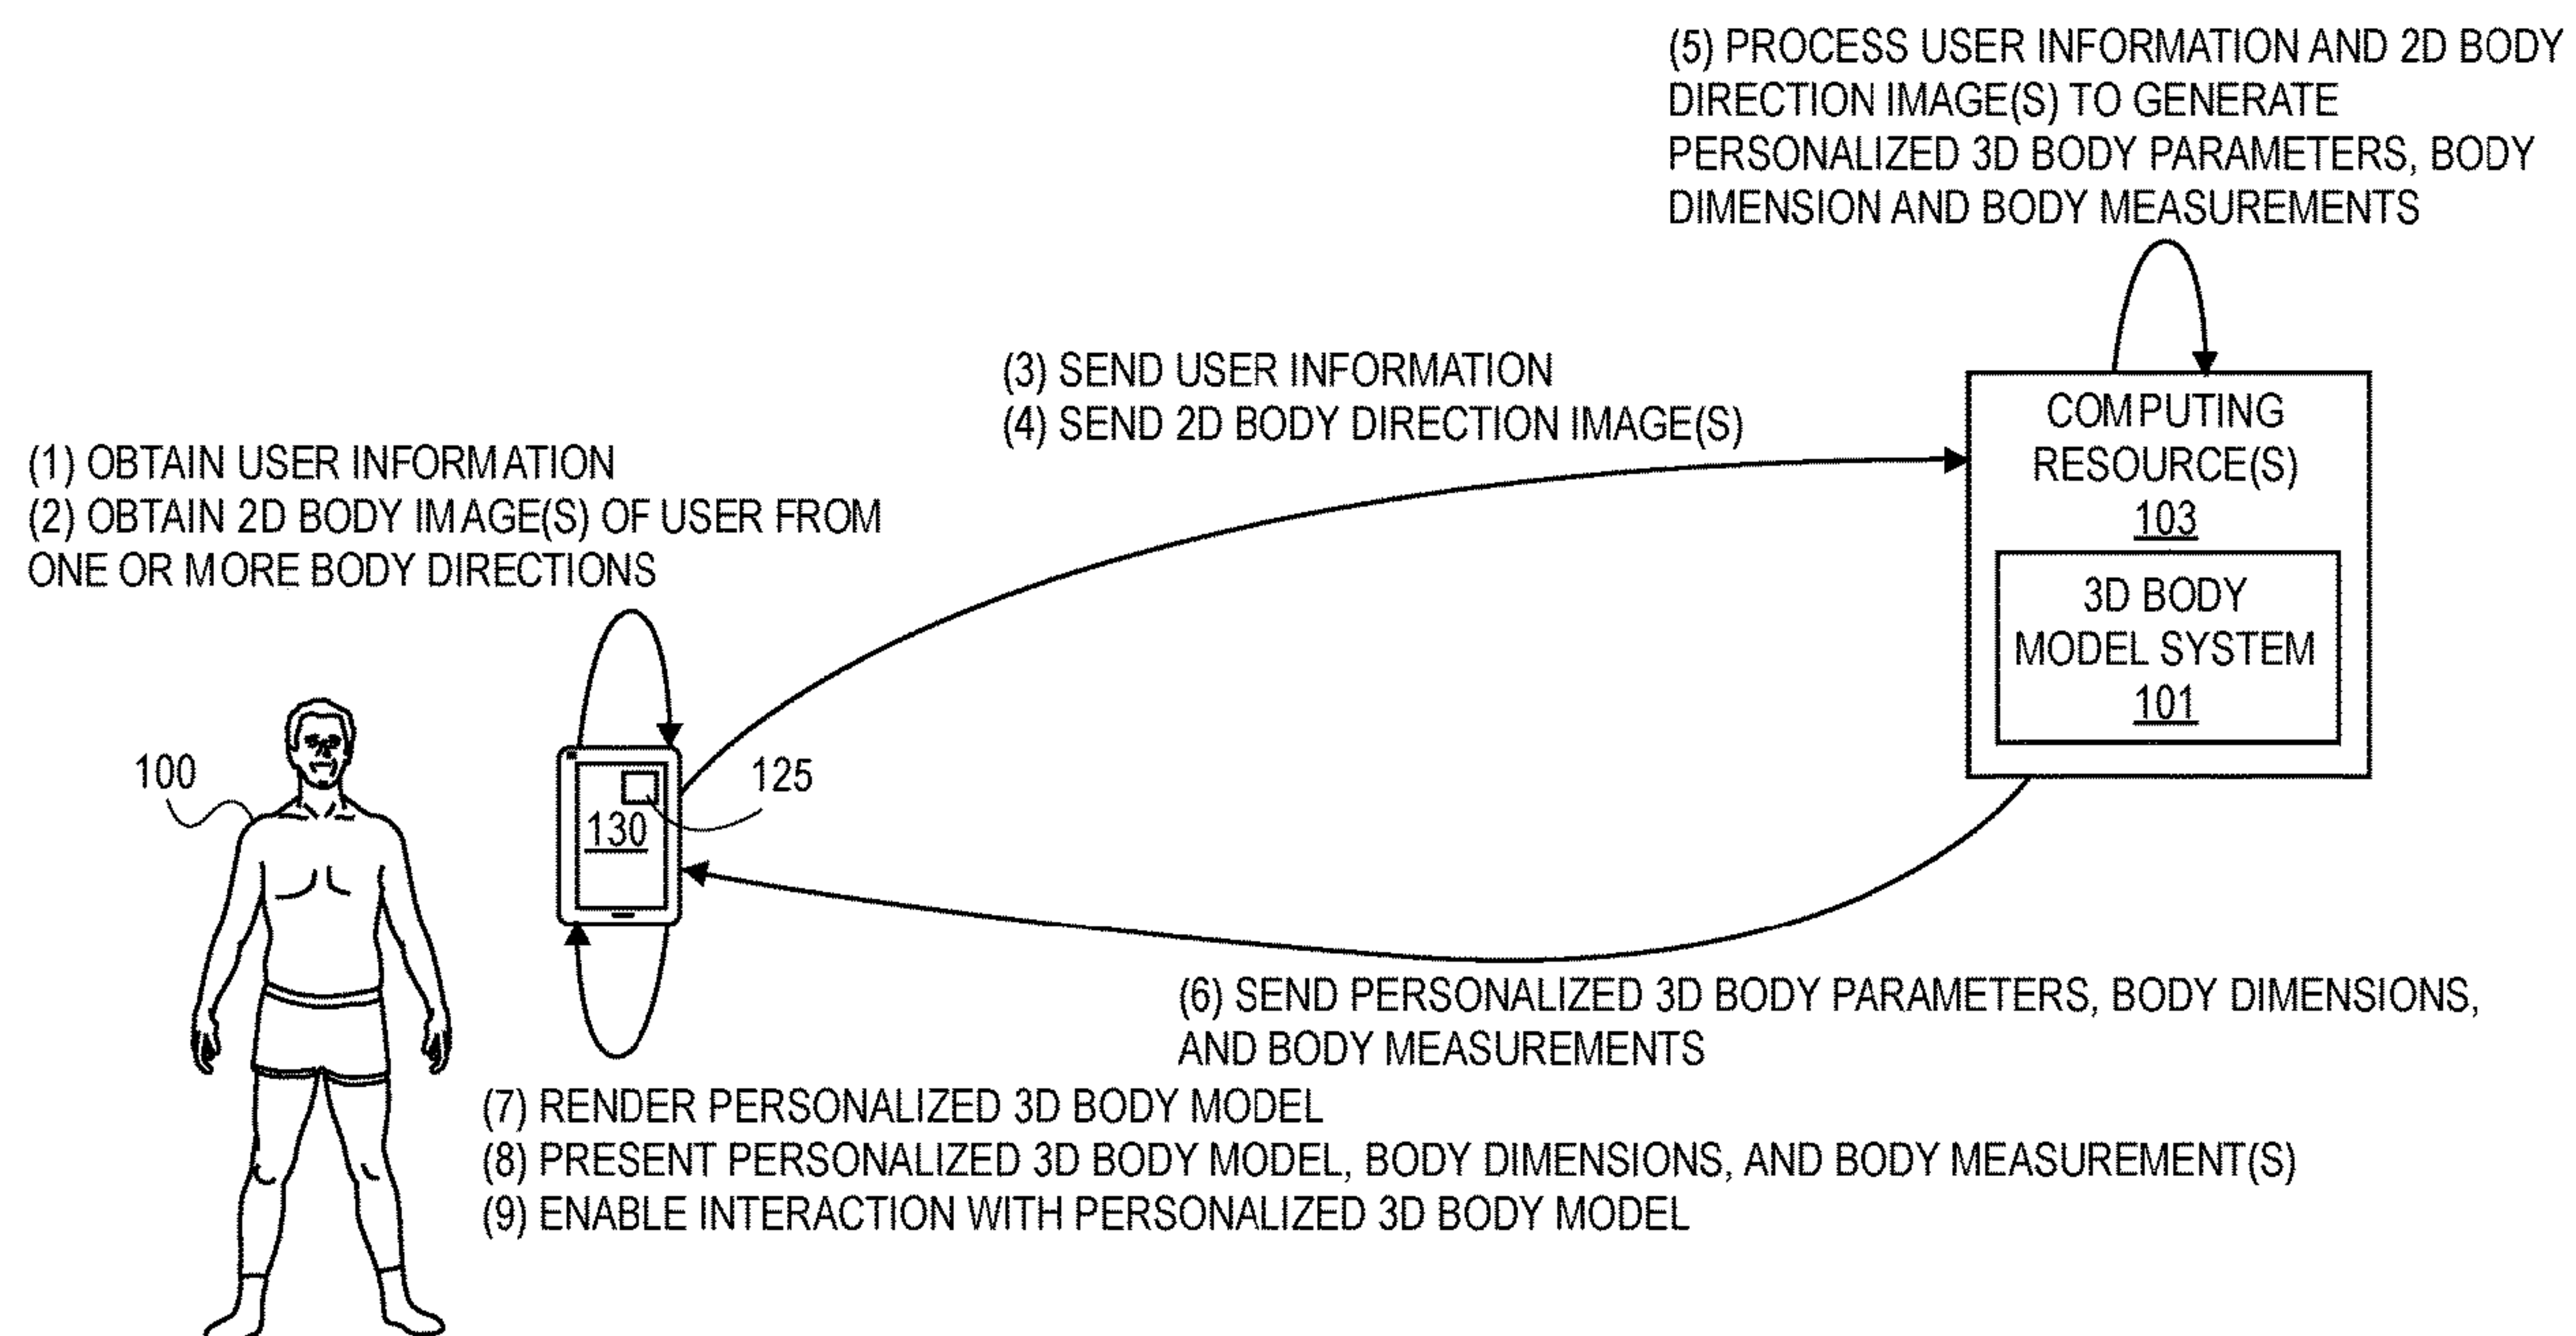 (5) PROCESS USER INFORMATION AND 2D BODY
DIRECTION IMAGE(S) TO GENERATE
PERSONALIZED 3D BODY PARAMETERS, BODY
DIMENSION AND BODY MEASUREMENTS
(3) SEND USER INFORMATION
(4) SEND 2D BODY DIRECTION IMAGE(S)
COMPUTING
RESOURCE(S)
103
3D BODY
MODEL SYSTEM
101
(1) OBTAIN USER INFORMATION
(2) OBTAIN 2D BODY IMAGE(S) OF USER FROM
ONE OR MORE BODY DIRECTIONS
100
125
130
(6) SEND PERSONALIZED 3D BODY PARAMETERS, BODY DIMENSIONS,
AND BODY MEASUREMENTS
(7) RENDER PERSONALIZED 3D BODY MODEL
(8) PRESENT PERSONALIZED 3D BODY MODEL, BODY DIMENSIONS, AND BODY MEASUREMENT(S)
(9) ENABLE INTERACTION WITH PERSONALIZED 3D BODY MODEL